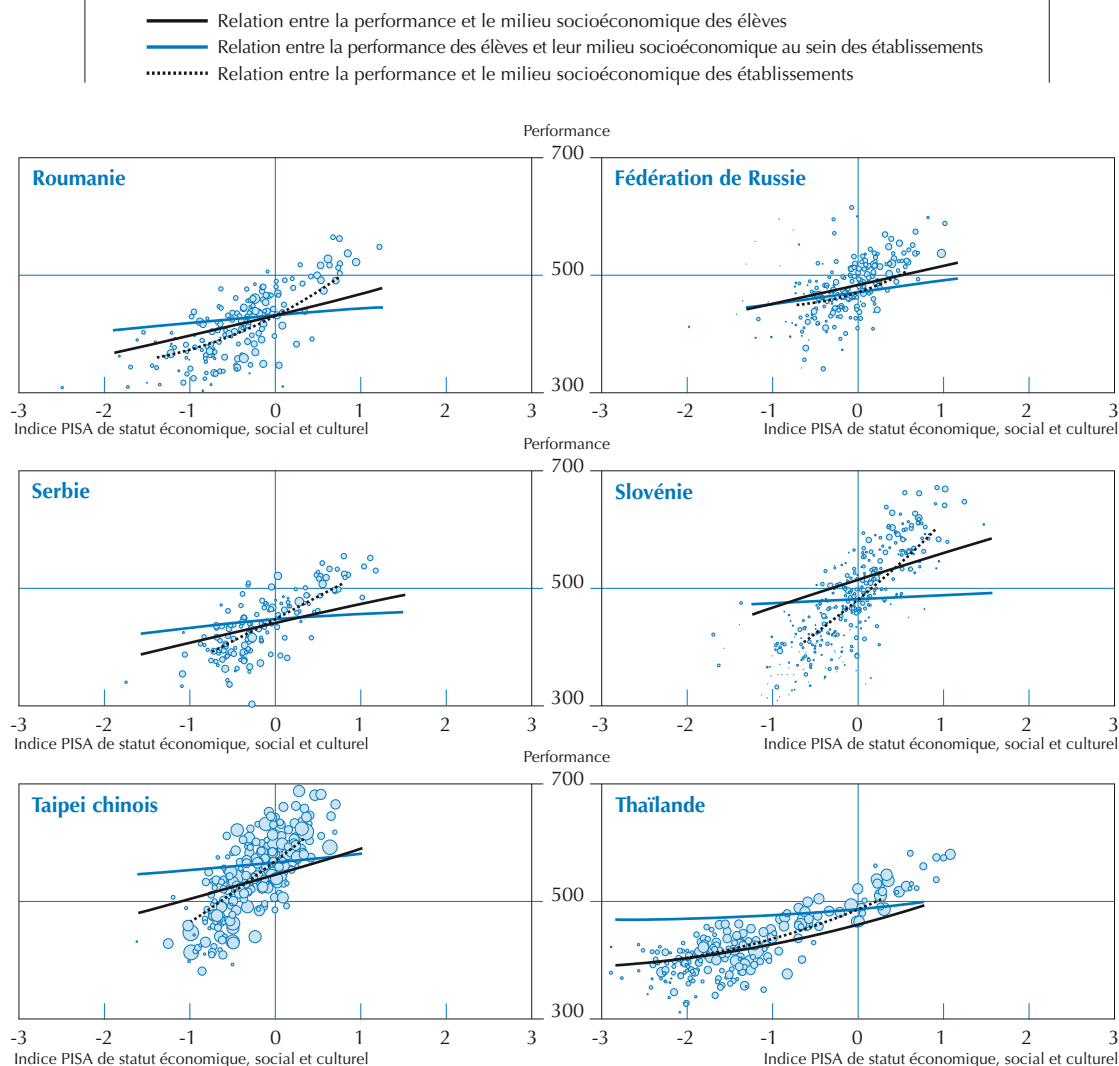 Relation entre la performance et le milieu socioéconomique des élèves
Relation entre la performance des élèves et leur milieu socioéconomique au sein des établissements
Relation entre la performance et le milieu socioéconomique des établissements
Performance
700
Roumanie
Fédération de Russie
500
300
-3 -2 -1 0 1 2 3
-3 -2 -1 0 1 2 3
Indice PISA de statut économique, social et culturel
Indice PISA de statut économique, social et culturel
Performance
700
Serbie
Slovénie
500
300
-3 -2 -1 0 1 2 3
-3 -2 -1 0 1 2 3
Indice PISA de statut économique, social et culturel
Indice PISA de statut économique, social et culturel
Performance
700
Taipei chinois
Thaïlande
500
300
-3 -2 -1 0 1 2 3
-3 -2 -1 0 1 2 3
Indice PISA de statut économique, social et culturel
Indice PISA de statut économique, social et culturel